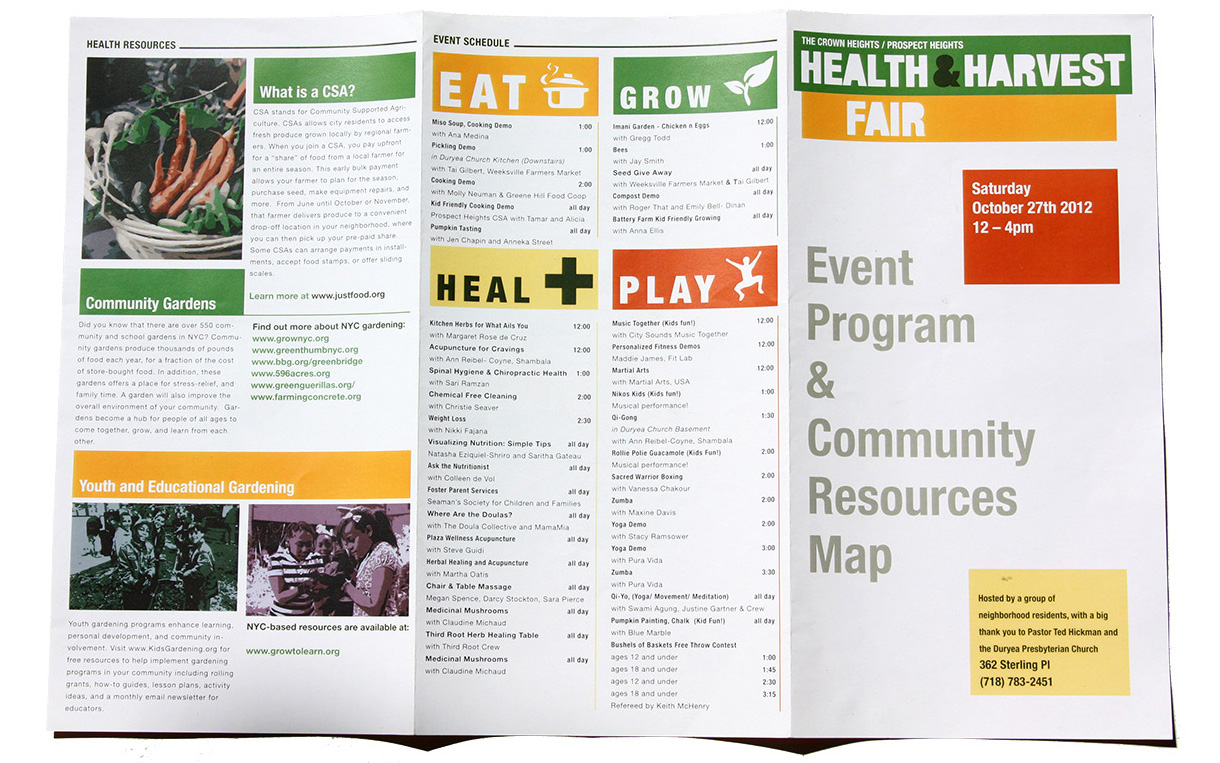 HEALTH RESOURCES
What is a CSA?
CSA stands for Community Supported Agri-
culture. CSAs allows city residents to access
fresh produce grown locally by regional farm-
ers. When you join a CSA, you pay upfront
for a "share" of food from a local farmer for
an entire season. This early bulk payment
allows your farmer to plan for the season,
purchase seed, make equipment repairs, and
more. From June until October or November,
that farmer delivers produce to a convenient
drop-off location in your neighborhood, where
you can then pick up your pre-paid share.
Some CSAs can arrange payments in install-
ments, accept food stamps, or offer sliding
scales.
Learn more at www.justfood.org
Community Gardens
Did you know that there are over 550 com-
munity and school gardens in NYC? Commu-
nity gardens produce thousands of pounds
of food each year, for a fraction of the cost
of store-bought food. In addition, these
gardens offers a place for stress-relief, and
family time. A garden will also improve the
overall environment of your community. Gar-
dens become a hub for people of all ages to
come together, grow, and learn from each
other.
Find out more about NYC gardening:
www.grownyc.org
www.greenthumbnyc.org
www.bbg.org/greenbridge
www.596acres.org
www.greenguerillas.org/
www.farmingconcrete.org
Youth and Educational Gardening
Youth gardening programs enhance learning,
personal development, and community in-
volvement. Visit www.KidsGardening.org for
free resources to help implement gardening
programs in your community including rolling
grants, how-to guides, lesson plans, activity
ideas, and a monthly email newsletter for
educators.
NYC-based resources are available at:
www.growtolearn.org
EVENT SCHEDULE
EAT
Miso Soup, Cooking Demo 1:00
with Ana Medina
Pickling Demo 1:00
in Duryea Church Kitchen (Downstairs)
with Tai Gilbert, Weeksville Farmers Market
Cooking Demo 2:00
with Molly Neuman & Greene Hill Food Coop
Kid Friendly Cooking Demo all day
Prospect Heights CSA with Tamar and Alicia
Pumpkin Tasting all day
with Jen Chapin and Anneka Street
HEAL
Kitchen Herbs for What Ails You 12:00
with Margaret Rose de Cruz
Acupuncture for Cravings 12:00
with Ann Reibel- Coyne, Shambala
Spinal Hygiene & Chiropractic Health 1:00
with Sari Ramzan
Chemical Free Cleaning 2:00
with Christie Seaver
Weight Loss 2:30
with Nikki Fajana
Visualizing Nutrition: Simple Tips all day
Natasha Eziquiel-Shriro and Saritha Gateau
Ask the Nutritionist all day
with Colleen de Vol
Foster Parent Services all day
Seaman's Society for Children and Families
Where Are the Doulas? all day
with The Doula Collective and MamaMia
Plaza Wellness Acupuncture all day
with Steve Guidi
Herbal Healing and Acupuncture all day
with Martha Oatis
Chair & Table Massage all day
Megan Spence, Darcy Stockton, Sara Pierce
Medicinal Mushrooms all day
with Claudine Michaud
Third Root Herb Healing Table all day
with Third Root Crew
Medicinal Mushrooms all day
with Claudine Michaud
GROW
Imani Garden - Chicken n Eggs 12:00
with Gregg Todd
Bees 1:00
with Jay Smith
Seed Give Away all day
with Weeksville Farmers Market & Tai Gilbert
Compost Demo all day
with Roger That and Emily Bell- Dinan
Battery Farm Kid Friendly Growing all day
with Anna Ellis
PLAY
Music Together (Kids fun!) 12:00
with City Sounds Music Together
Personalized Fitness Demos 12:00
Maddie James, Fit Lab
Martial Arts 12:00
with Martial Arts, USA
Nikos Kids (Kids fun!) 1:00
Musical performance!
Qi-Gong 1:30
in Duryea Church Basement
with Ann Reibel-Coyne, Shambala
Rollie Polie Guacamole (Kids Fun!) 2:00
Musical performance!
Sacred Warrior Boxing 2:00
with Vanessa Chakour
Zumba 2:00
with Maxine Davis
Yoga Demo 2:00
with Stacy Ramsower
Yoga Demo 3:00
with Pura Vida
Zumba 3:30
with Pura Vida
Qi-Yo, (Yoga/ Movement/ Meditation) all day
with Swami Agung, Justine Gartner & Crew
Pumpkin Painting, Chalk (Kid Fun!) all day
with Blue Marble
Bushels of Baskets Free Throw Contest
ages 12 and under 1:00
ages 18 and under 1:45
ages 12 and under 2:30
ages 18 and under 3:15
Refereed by Keith McHenry
THE CROWN HEIGHTS / PROSPECT HEIGHTS
HEALTH & HARVEST
FAIR
Saturday
October 27th 2012
12 – 4pm
Event
Program
&
Community
Resources
Map
Hosted by a group of
neighborhood residents, with a big
thank you to Pastor Ted Hickman and
the Duryea Presbyterian Church
362 Sterling Pl
(718) 783-2451